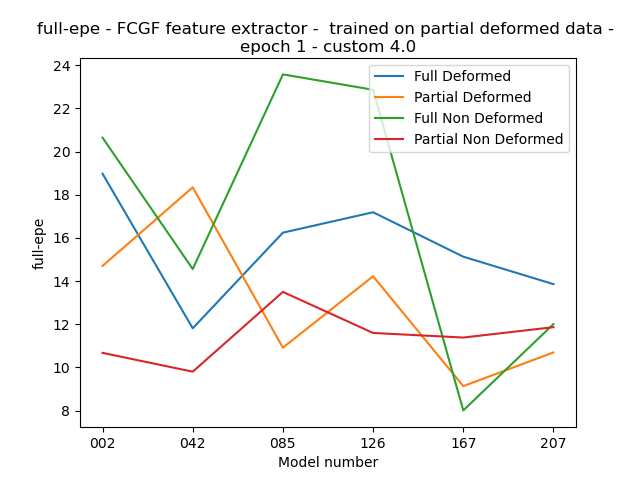 full-epe - FCGF feature extractor -  trained on partial deformed data -
epoch 1 - custom 4.0
24
22
20
18
16
14
12
10
8
full-epe
Full Deformed
Partial Deformed
Full Non Deformed
Partial Non Deformed
002 042 085 126 167 207
Model number